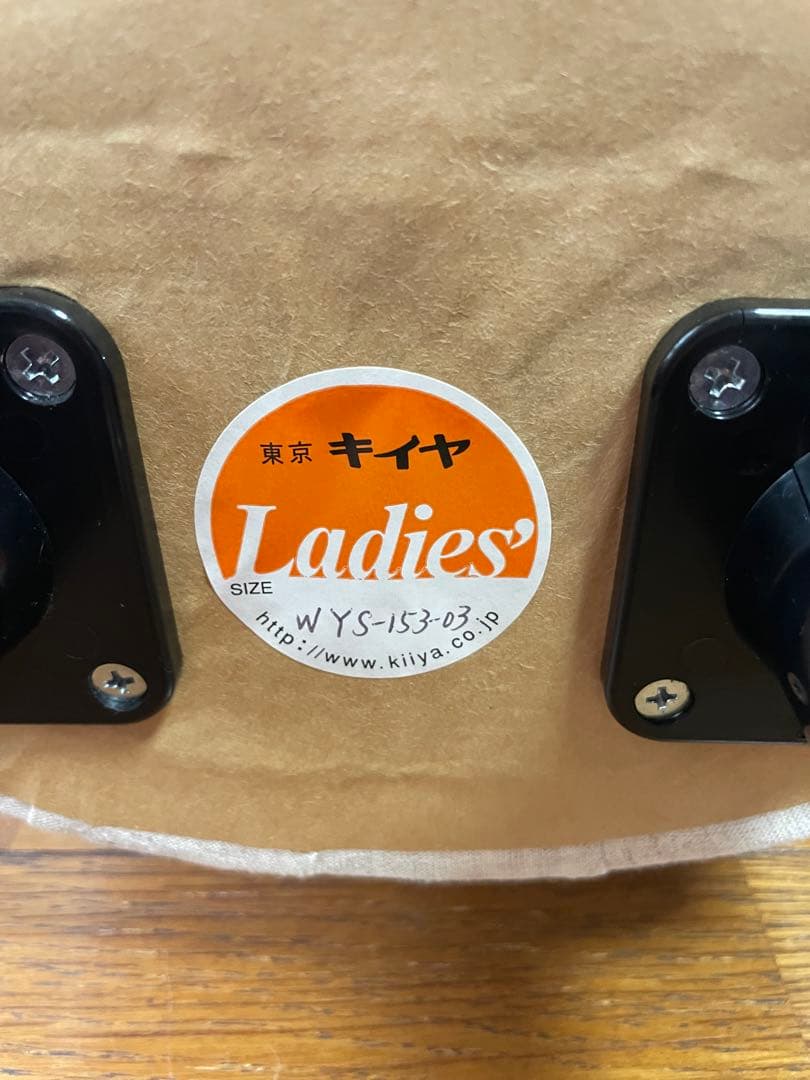 東京 キイヤ
Ladies'
SIZE
WYS-153-03
http://www.kiiya.co.jp